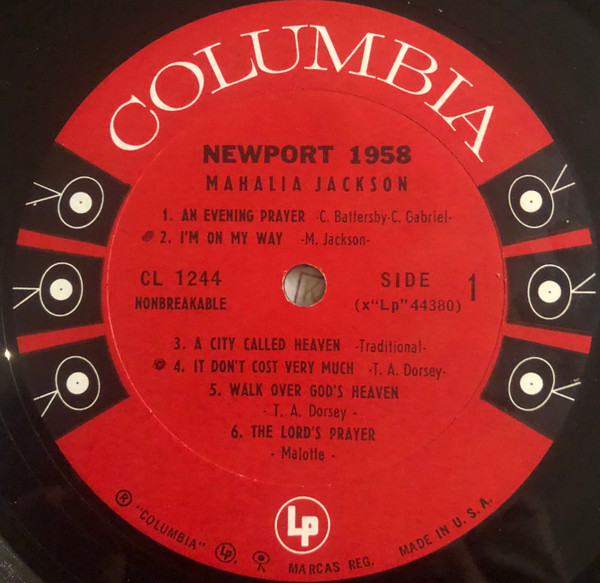 COLUMBIA
NEWPORT 1958
MAHALIA JACKSON
1. AN EVENING PRAYER -C. Battersby-C. Gabriel-
2. I'M ON MY WAY -M. Jackson-
CL 1244
NONBREAKABLE
SIDE 1
(x"Lp"44380)
3. A CITY CALLED HEAVEN -Traditional-
4. IT DON'T COST VERY MUCH -T. A. Dorsey-
5. WALK OVER GOD'S HEAVEN
- T. A. Dorsey -
6. THE LORD'S PRAYER
- Malotte -
Lp
® "COLUMBIA" Lp, MARCAS REG. MADE IN U. S. A.